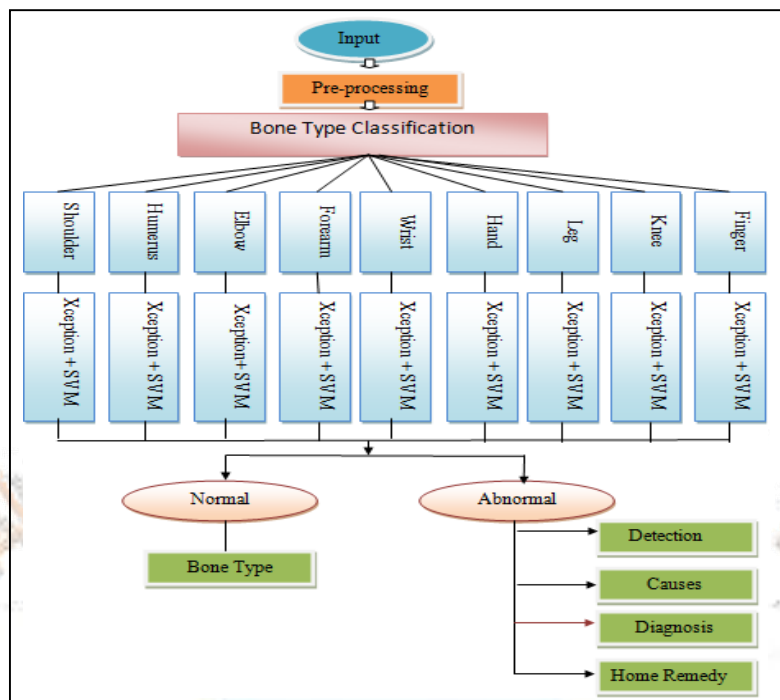 Input
Pre-processing
Bone Type Classification
Shoulder
Humerus
Elbow
Forearm
Wrist
Hand
Leg
Knee
Finger
Xception + SVM
Xception + SVM
Xception+ SVM
Xception + SVM
Xception + SVM
Xception + SVM
Xception + SVM
Xception + SVM
Xception + SVM
Normal
Abnormal
Bone Type
Detection
Causes
Diagnosis
Home Remedy